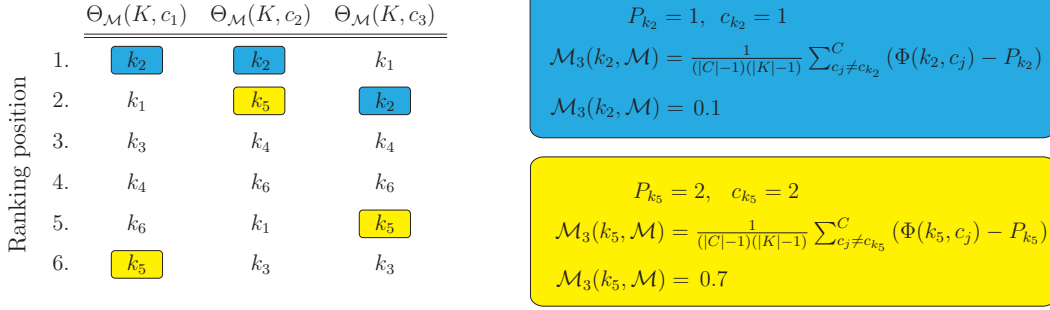 Θ_M(K, c_1) Θ_M(K, c_2) Θ_M(K, c_3)
Ranking position
1. k_2 k_2 k_1
2. k_1 k_5 k_2
3. k_3 k_4 k_4
4. k_4 k_6 k_6
5. k_6 k_1 k_5
6. k_5 k_3 k_3
P_{k_2} = 1, c_{k_2} = 1
M_3(k_2, M) = \frac{1}{(|C|-1)(|K|-1)} \sum_{c_j≠c_{k_2}}^{C} (Φ(k_2, c_j) − P_{k_2})
M_3(k_2, M) = 0.1
P_{k_5} = 2, c_{k_5} = 2
M_3(k_5, M) = \frac{1}{(|C|-1)(|K|-1)} \sum_{c_j≠c_{k_5}}^{C} (Φ(k_5, c_j) − P_{k_5})
M_3(k_5, M) = 0.7